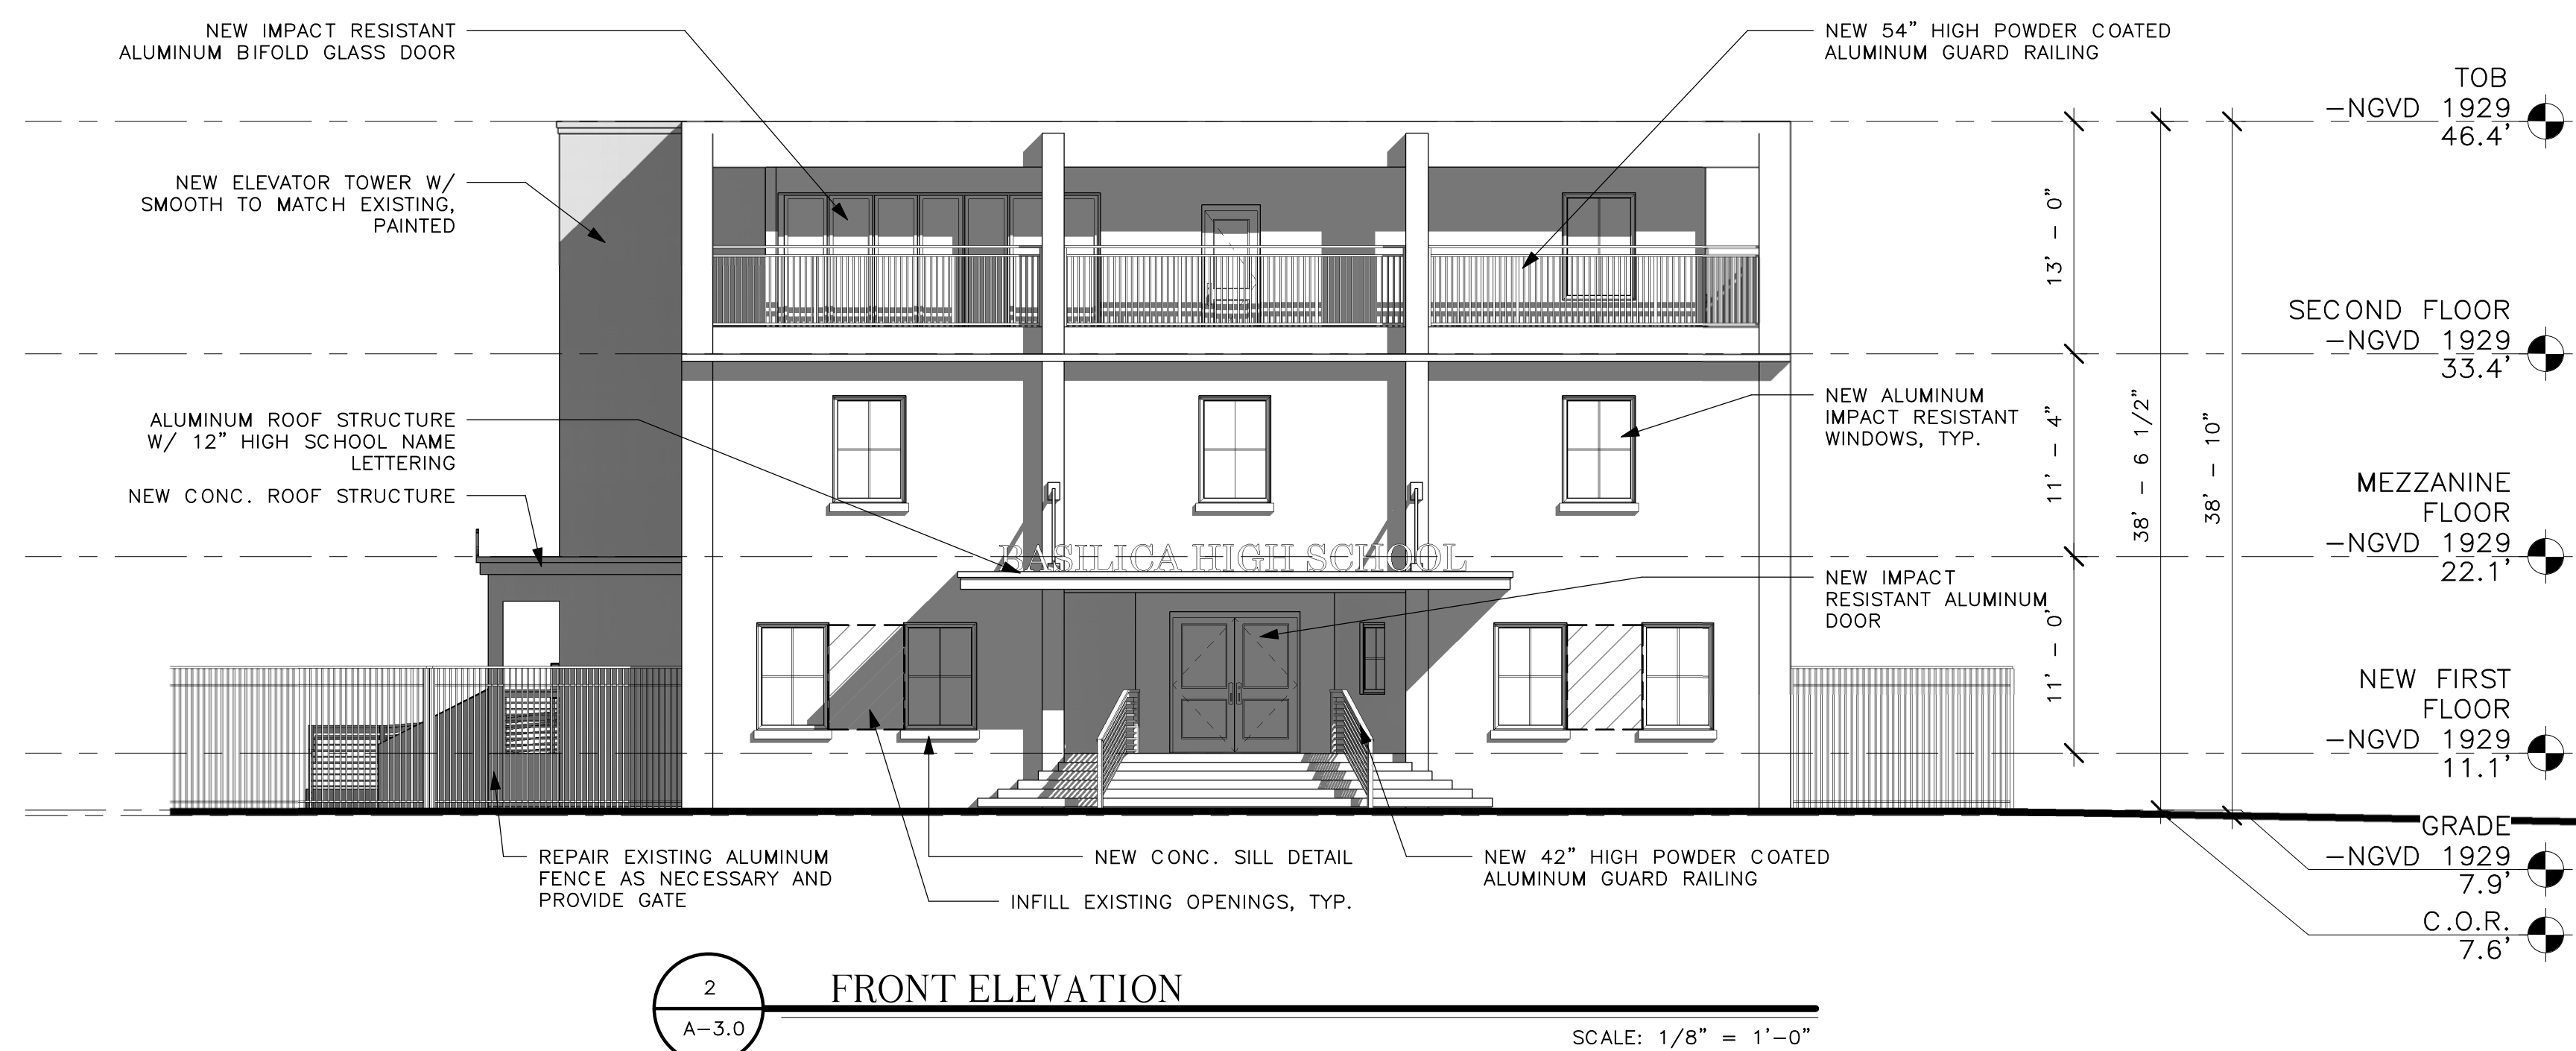 NEW IMPACT RESISTANT
ALUMINUM BIFOLD GLASS DOOR
NEW 54" HIGH POWDER COATED
ALUMINUM GUARD RAILING
TOB
-NGVD 1929
46.4'
NEW ELEVATOR TOWER W/
SMOOTH TO MATCH EXISTING,
PAINTED
13' - 0"
SECOND FLOOR
-NGVD 1929
33.4'
ALUMINUM ROOF STRUCTURE
W/ 12" HIGH SCHOOL NAME
LETTERING
NEW CONC. ROOF STRUCTURE
NEW ALUMINUM
IMPACT RESISTANT
WINDOWS, TYP.
11' - 4"
38' - 6 1/2"
38' - 10"
MEZZANINE
FLOOR
-NGVD 1929
22.1'
BASILICA HIGH SCHOOL
NEW IMPACT
RESISTANT ALUMINUM
DOOR
11' - 0"
NEW FIRST
FLOOR
-NGVD 1929
11.1'
REPAIR EXISTING ALUMINUM
FENCE AS NECESSARY AND
PROVIDE GATE
NEW CONC. SILL DETAIL
INFILL EXISTING OPENINGS, TYP.
NEW 42" HIGH POWDER COATED
ALUMINUM GUARD RAILING
GRADE
-NGVD 1929
7.9'
C.O.R.
7.6'
2
A-3.0
FRONT ELEVATION
SCALE: 1/8" = 1'-0"